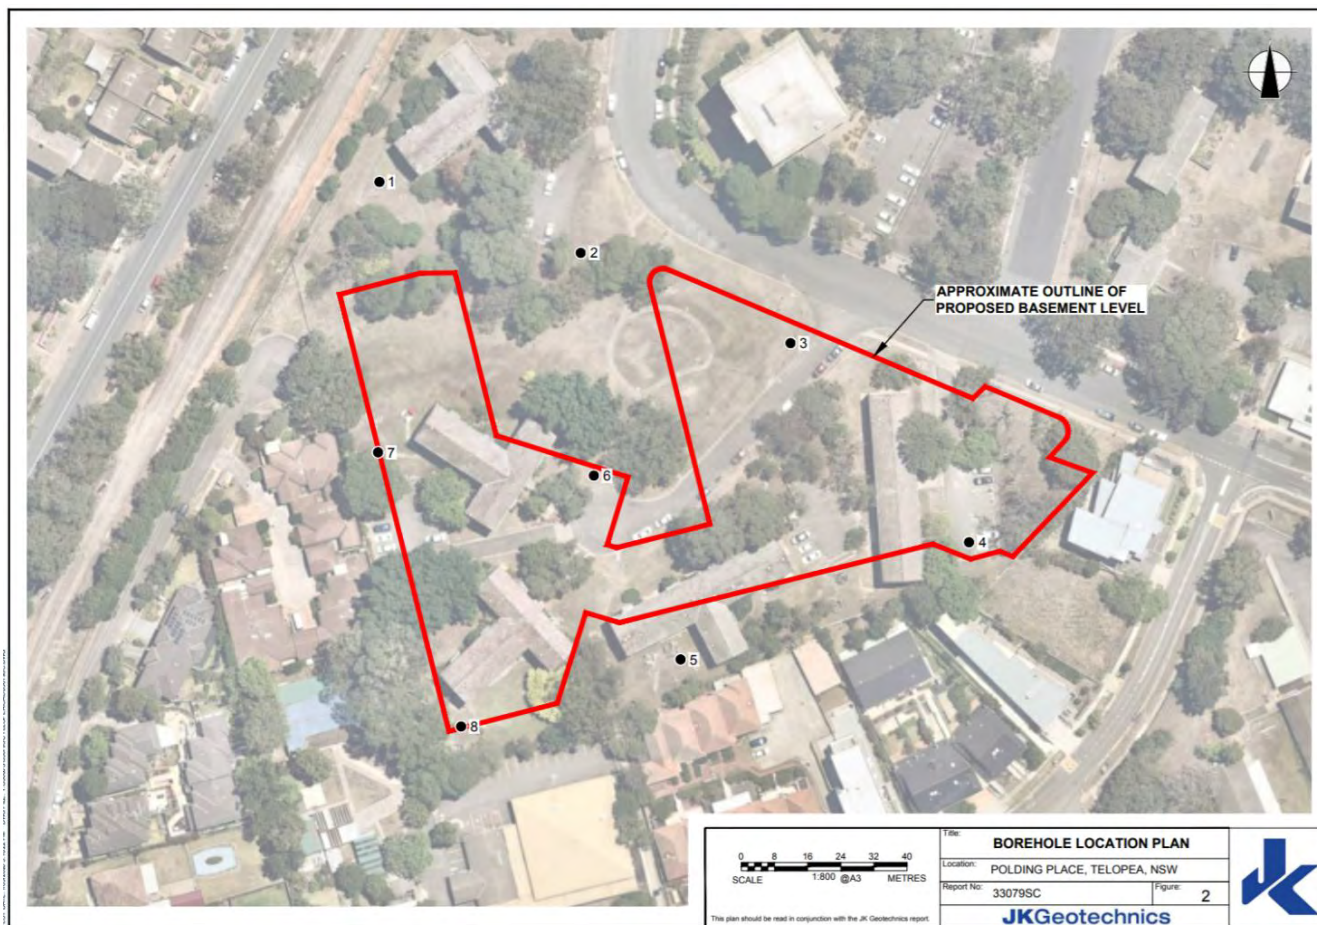 1
2
APPROXIMATE OUTLINE OF
PROPOSED BASEMENT LEVEL
3
7
6
4
5
8
0 8 16 24 32 40
SCALE 1:800 @A3 METRES
This plan should be read in conjunction with the JK Geotechnics report.
Title:
BOREHOLE LOCATION PLAN
Location: POLDING PLACE, TELOPEA, NSW
Report No: 33079SC
Figure: 2
JKGeotechnics
JK